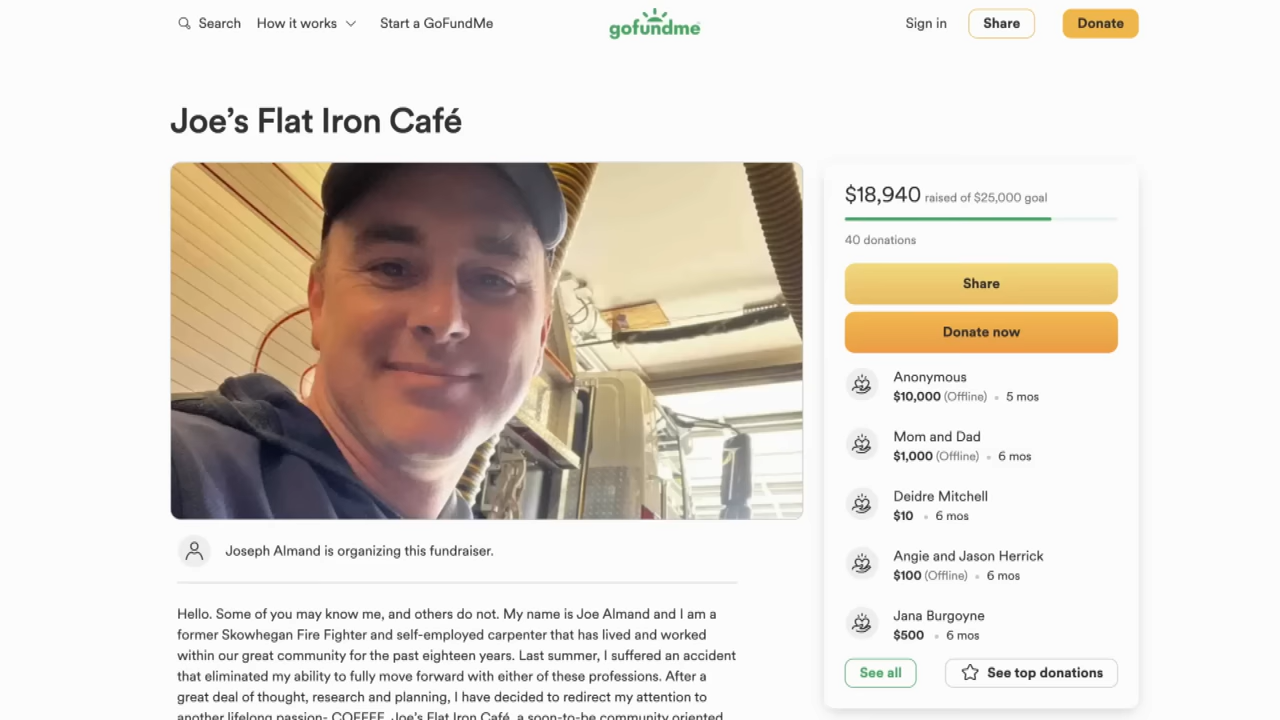 Search How it works Start a GoFundMe gofundme Sign in Share Donate
Joe’s Flat Iron Café
$18,940 raised of $25,000 goal
40 donations
Share
Donate now
Anonymous
$10,000 (Offline) • 5 mos
Mom and Dad
$1,000 (Offline) • 6 mos
Deidre Mitchell
$10 • 6 mos
Angie and Jason Herrick
$100 (Offline) • 6 mos
Jana Burgoyne
$500 • 6 mos
See all See top donations
Joseph Almand is organizing this fundraiser.
Hello. Some of you may know me, and others do not. My name is Joe Almand and I am a
former Skowhegan Fire Fighter and self-employed carpenter that has lived and worked
within our great community for the past eighteen years. Last summer, I suffered an accident
that eliminated my ability to fully move forward with either of these professions. After a
great deal of thought, research and planning, I have decided to redirect my attention to
another lifelong passion- COFFEE. Joe’s Flat Iron Café, a soon-to-be community oriented